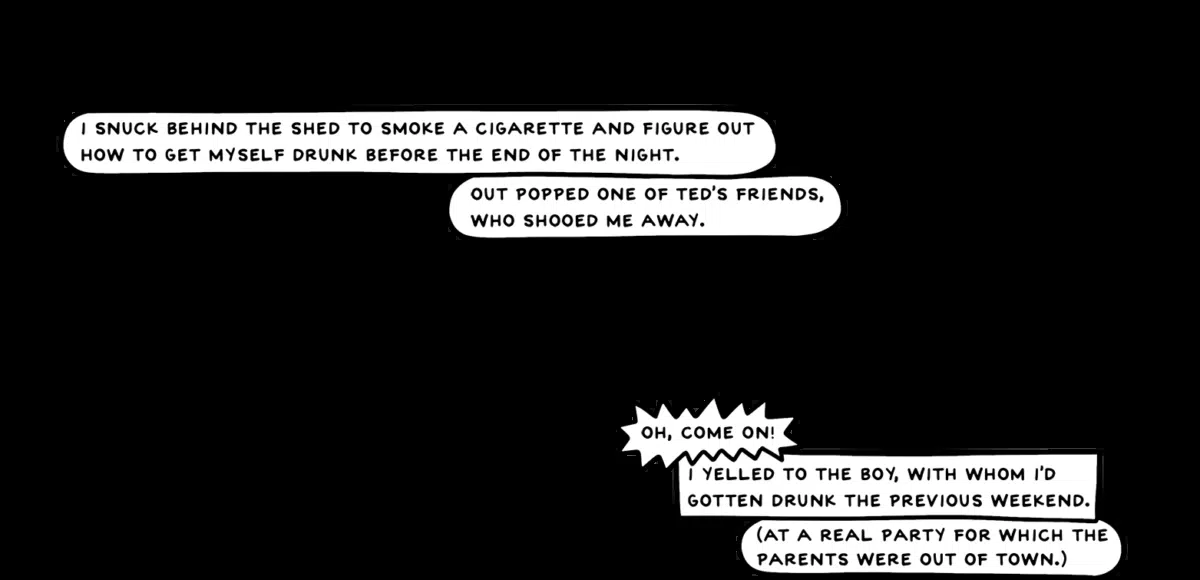 I SNUCK BEHIND THE SHED TO SMOKE A CIGARETTE AND FIGURE OUT
HOW TO GET MYSELF DRUNK BEFORE THE END OF THE NIGHT.
OUT POPPED ONE OF TED'S FRIENDS,
WHO SHOOED ME AWAY.
OH, COME ON!
I YELLED TO THE BOY, WITH WHOM I'D
GOTTEN DRUNK THE PREVIOUS WEEKEND.
(AT A REAL PARTY FOR WHICH THE
PARENTS WERE OUT OF TOWN.)